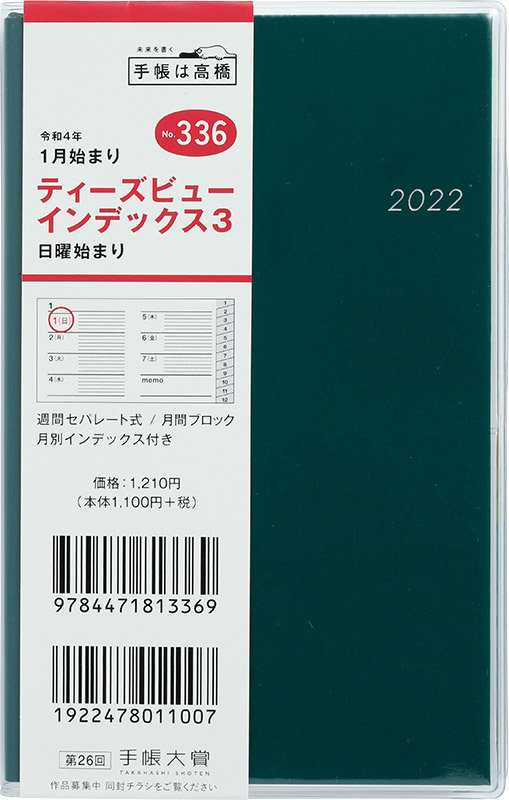 未来を書く
手帳は高橋
No.336
令和4年
1月始まり
ティーズビュー
インデックス3
日曜始まり
2022
1
1(日)
2(月)
3(火)
4(水)
5(木)
6(金)
7(土)
memo
1
2
3
4
5
6
7
8
9
10
11
12
週間セパレート式 / 月間ブロック
月別インデックス付き
価格:1,210円
(本体1,100円+税)
9784471813369
1922478011007
第26回 手帳大賞
TAKAHASHI SHOTEN
作品募集中 同封チラシをご覧ください